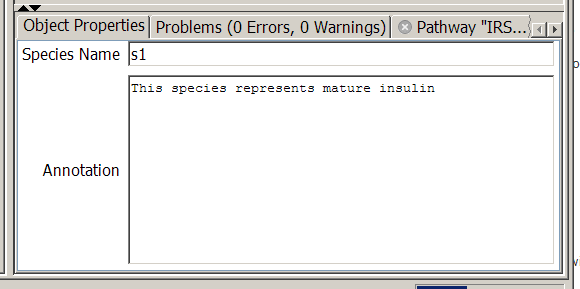 Object Properties Problems (0 Errors, 0 Warnings) Pathway "IRS...
Species Name s1
This species represents mature insulin
Annotation